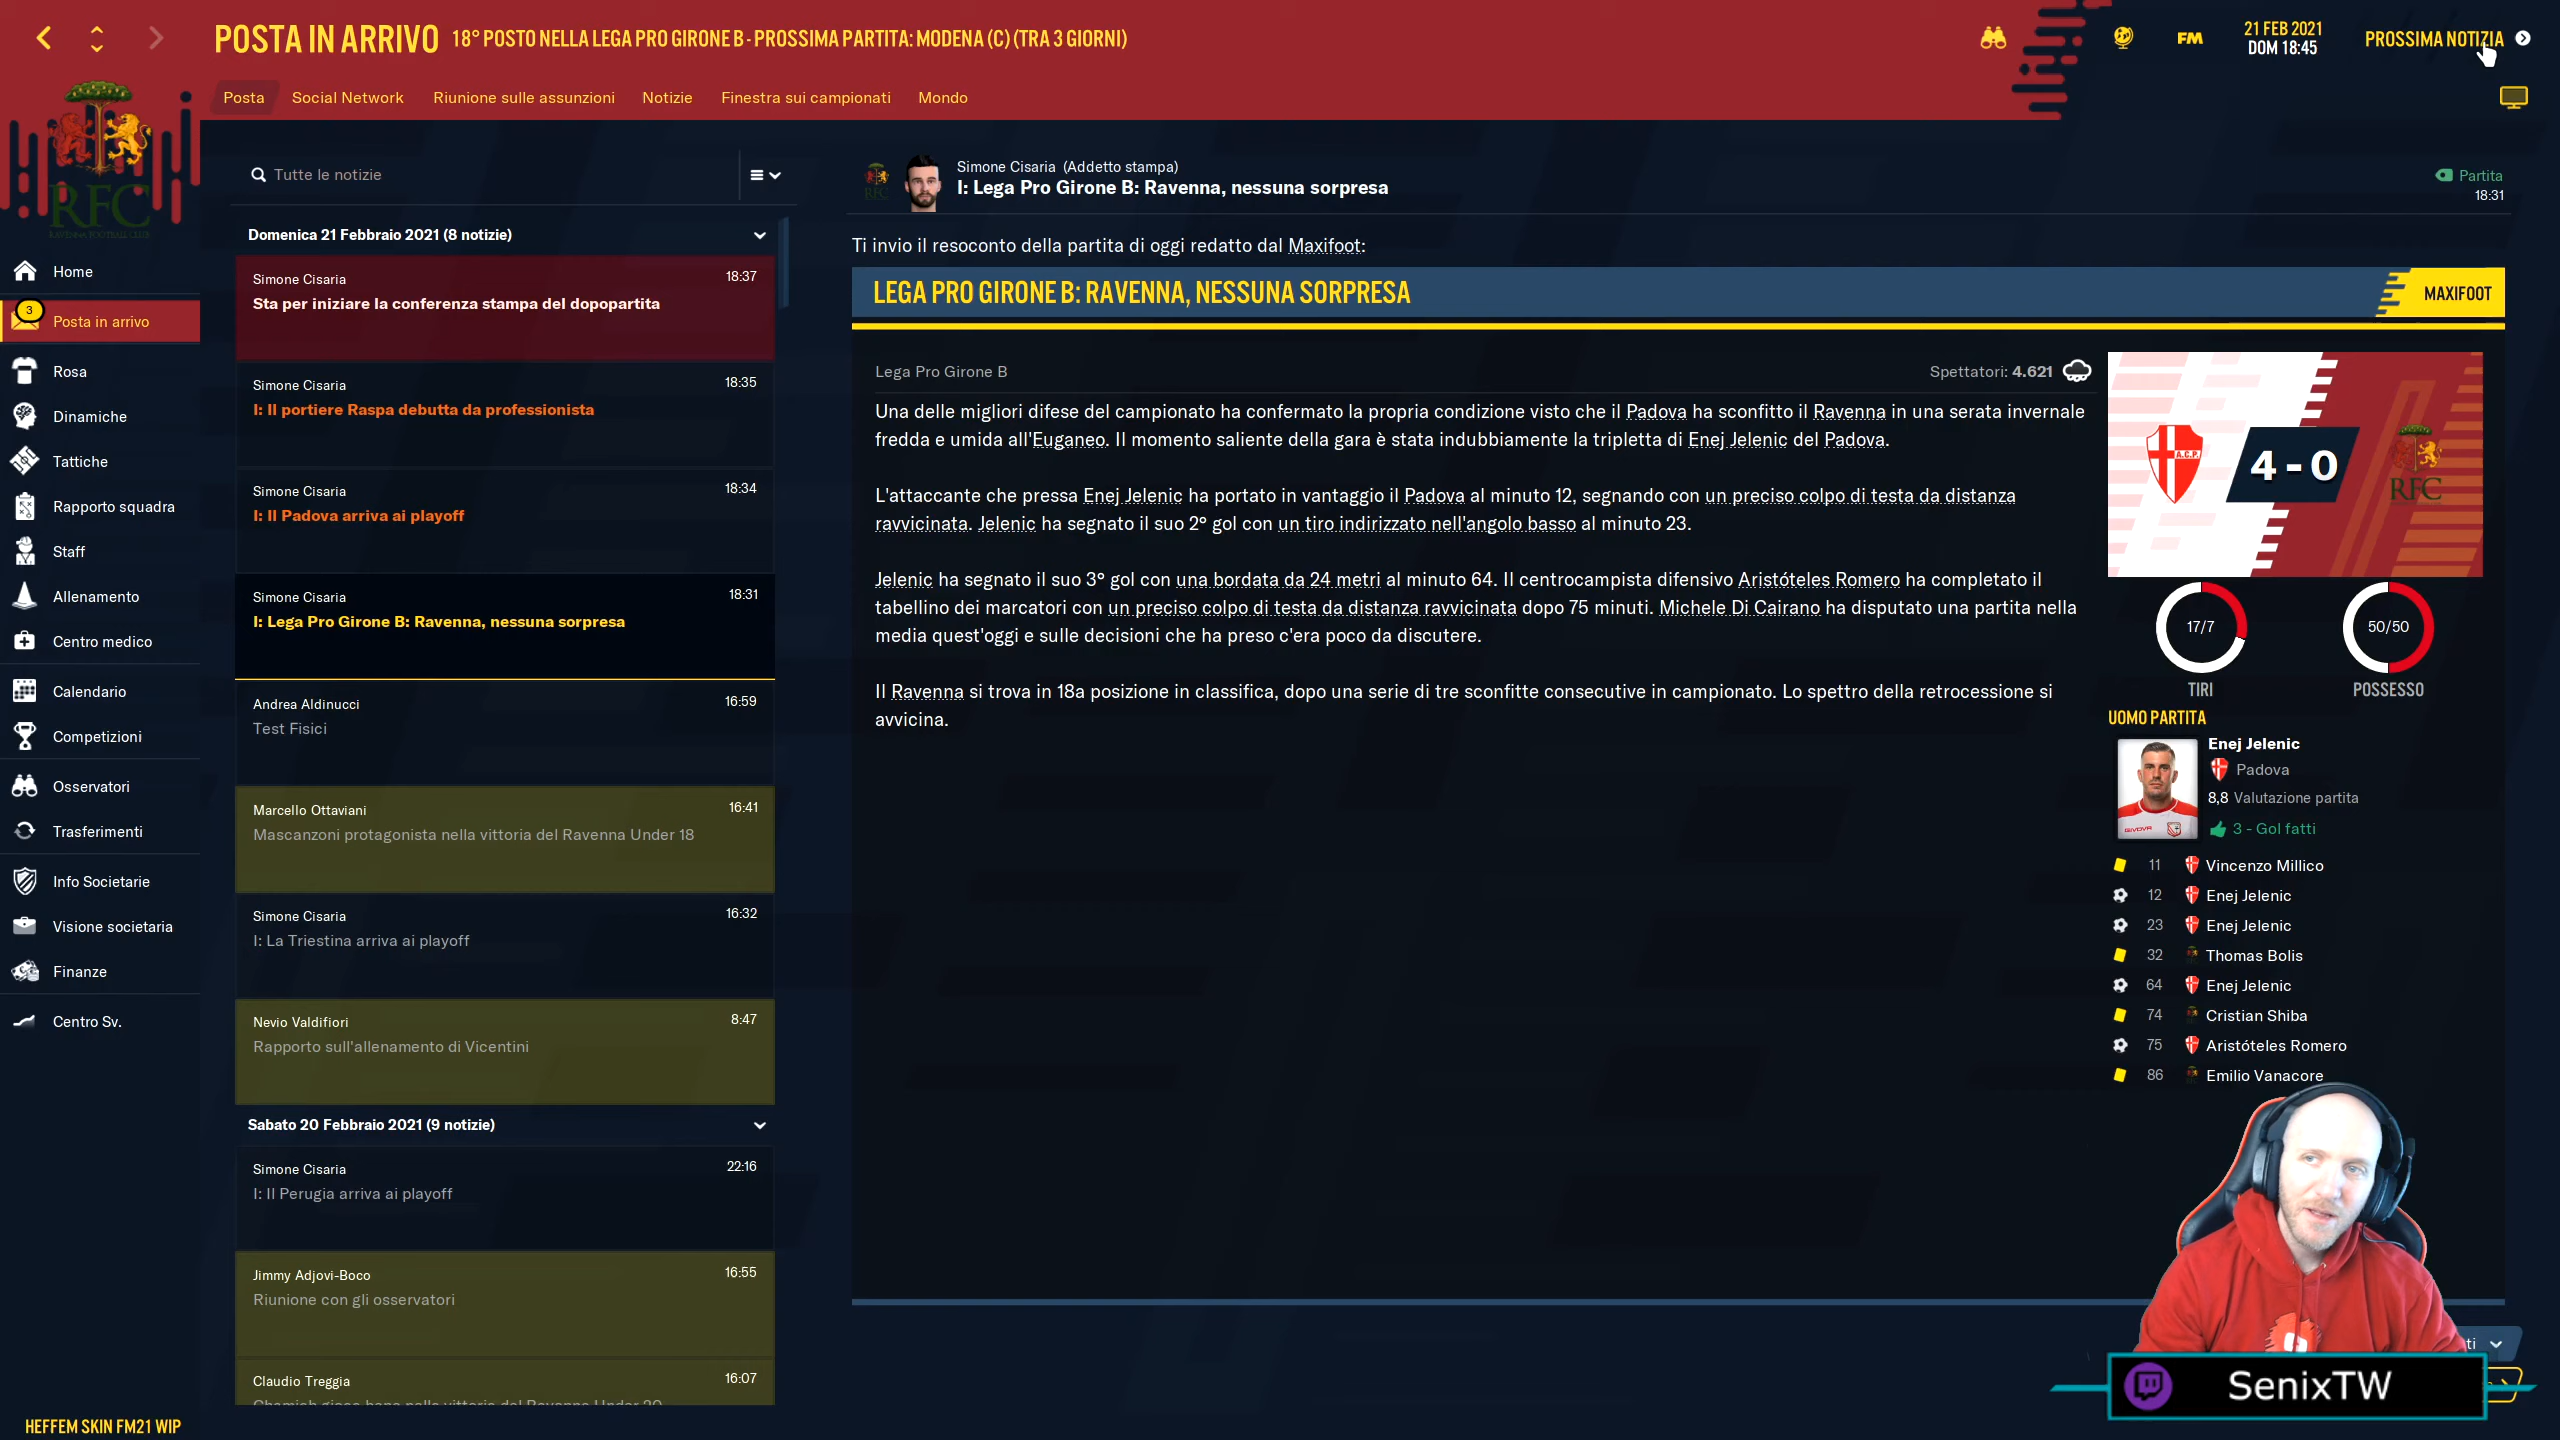 POSTA IN ARRIVO
18° POSTO NELLA LEGA PRO GIRONE B - PROSSIMA PARTITA: MODENA (C) (TRA 3 GIORNI)
FM
21 FEB 2021
DOM 18:45
PROSSIMA NOTIZIA
Posta
Social Network
Riunione sulle assunzioni
Notizie
Finestra sui campionati
Mondo
RFC
RAVENNA FOOTBALL CLUB
Home
3
Posta in arrivo
Rosa
Dinamiche
Tattiche
Rapporto squadra
Staff
Allenamento
Centro medico
Calendario
Competizioni
Osservatori
Trasferimenti
Info Societarie
Visione societaria
Finanze
Centro Sv.
HEFFEM SKIN FM21 WIP
Tutte le notizie
Domenica 21 Febbraio 2021 (8 notizie)
Simone Cisaria
18:37
Sta per iniziare la conferenza stampa del dopopartita
Simone Cisaria
18:35
I: Il portiere Raspa debutta da professionista
Simone Cisaria
18:34
I: Il Padova arriva ai playoff
Simone Cisaria
18:31
I: Lega Pro Girone B: Ravenna, nessuna sorpresa
Andrea Aldinucci
16:59
Test Fisici
Marcello Ottaviani
16:41
Mascanzoni protagonista nella vittoria del Ravenna Under 18
Simone Cisaria
16:32
I: La Triestina arriva ai playoff
Nevio Valdifiori
8:47
Rapporto sull'allenamento di Vicentini
Sabato 20 Febbraio 2021 (9 notizie)
Simone Cisaria
22:16
I: Il Perugia arriva ai playoff
Jimmy Adjovi-Boco
16:55
Riunione con gli osservatori
Claudio Treggia
16:07
Simone Cisaria (Addetto stampa)
I: Lega Pro Girone B: Ravenna, nessuna sorpresa
Partita
18:31
Ti invio il resoconto della partita di oggi redatto dal Maxifoot:
LEGA PRO GIRONE B: RAVENNA, NESSUNA SORPRESA
MAXIFOOT
Lega Pro Girone B
Spettatori: 4.621
Una delle migliori difese del campionato ha confermato la propria condizione visto che il Padova ha sconfitto il Ravenna in una serata invernale
fredda e umida all'Euganeo. Il momento saliente della gara è stata indubbiamente la tripletta di Enej Jelenic del Padova.
L'attaccante che pressa Enej Jelenic ha portato in vantaggio il Padova al minuto 12, segnando con un preciso colpo di testa da distanza
ravvicinata. Jelenic ha segnato il suo 2° gol con un tiro indirizzato nell'angolo basso al minuto 23.
Jelenic ha segnato il suo 3° gol con una bordata da 24 metri al minuto 64. Il centrocampista difensivo Aristóteles Romero ha completato il
tabellino dei marcatori con un preciso colpo di testa da distanza ravvicinata dopo 75 minuti. Michele Di Cairano ha disputato una partita nella
media quest'oggi e sulle decisioni che ha preso c'era poco da discutere.
Il Ravenna si trova in 18a posizione in classifica, dopo una serie di tre sconfitte consecutive in campionato. Lo spettro della retrocessione si
avvicina.
A.C.P.
4 - 0
RFC
17/7
50/50
TIRI
POSSESSO
UOMO PARTITA
Enej Jelenic
Padova
8,8 Valutazione partita
3 - Gol fatti
11 Vincenzo Millico
12 Enej Jelenic
23 Enej Jelenic
32 Thomas Bolis
64 Enej Jelenic
74 Cristian Shiba
75 Aristóteles Romero
86 Emilio Vanacore
SenixTW